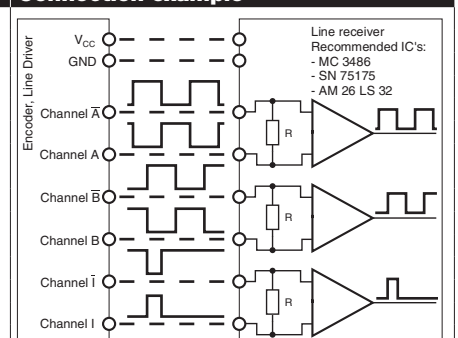 Connection example
Encoder, Line Driver
V_CC
GND
Channel A̅
Channel A
Channel B̅
Channel B
Channel I̅
Channel I
Line receiver
Recommended IC's:
- MC 3486
- SN 75175
- AM 26 LS 32
R
R
R